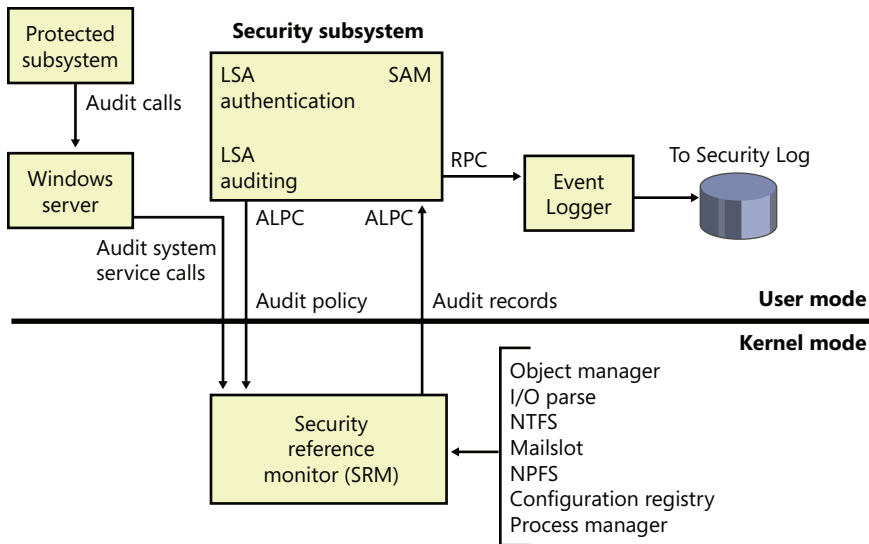 Protected
subsystem
Audit calls
Windows
server
Audit system
service calls
Security subsystem
LSA
authentication
SAM
LSA
auditing
RPC
Event
Logger
To Security Log
ALPC
ALPC
Audit policy
Audit records
User mode
Kernel mode
Security
reference
monitor (SRM)
Object manager
I/O parse
NTFS
Mailslot
NPFS
Configuration registry
Process manager